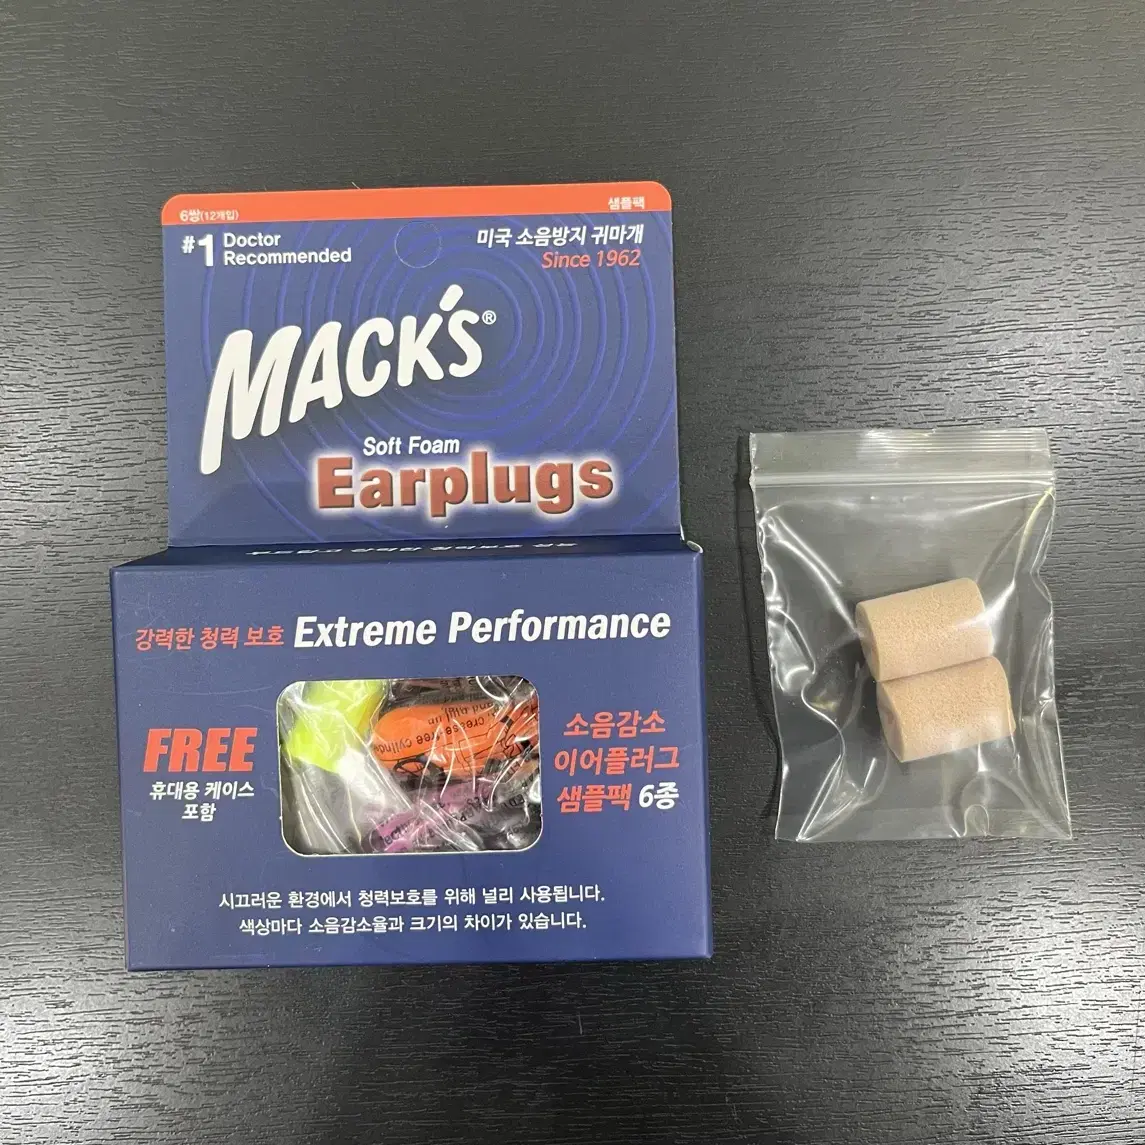 6쌍(12개입)
샘플팩
#1 Doctor Recommended
미국 소음방지 귀마개
Since 1962
MACK'S®
Soft Foam
Earplugs
강력한 청력 보호 Extreme Performance
FREE
휴대용 케이스
포함
소음감소
이어플러그
샘플팩 6종
시끄러운 환경에서 청력보호를 위해 널리 사용됩니다.
색상마다 소음감소율과 크기의 차이가 있습니다.